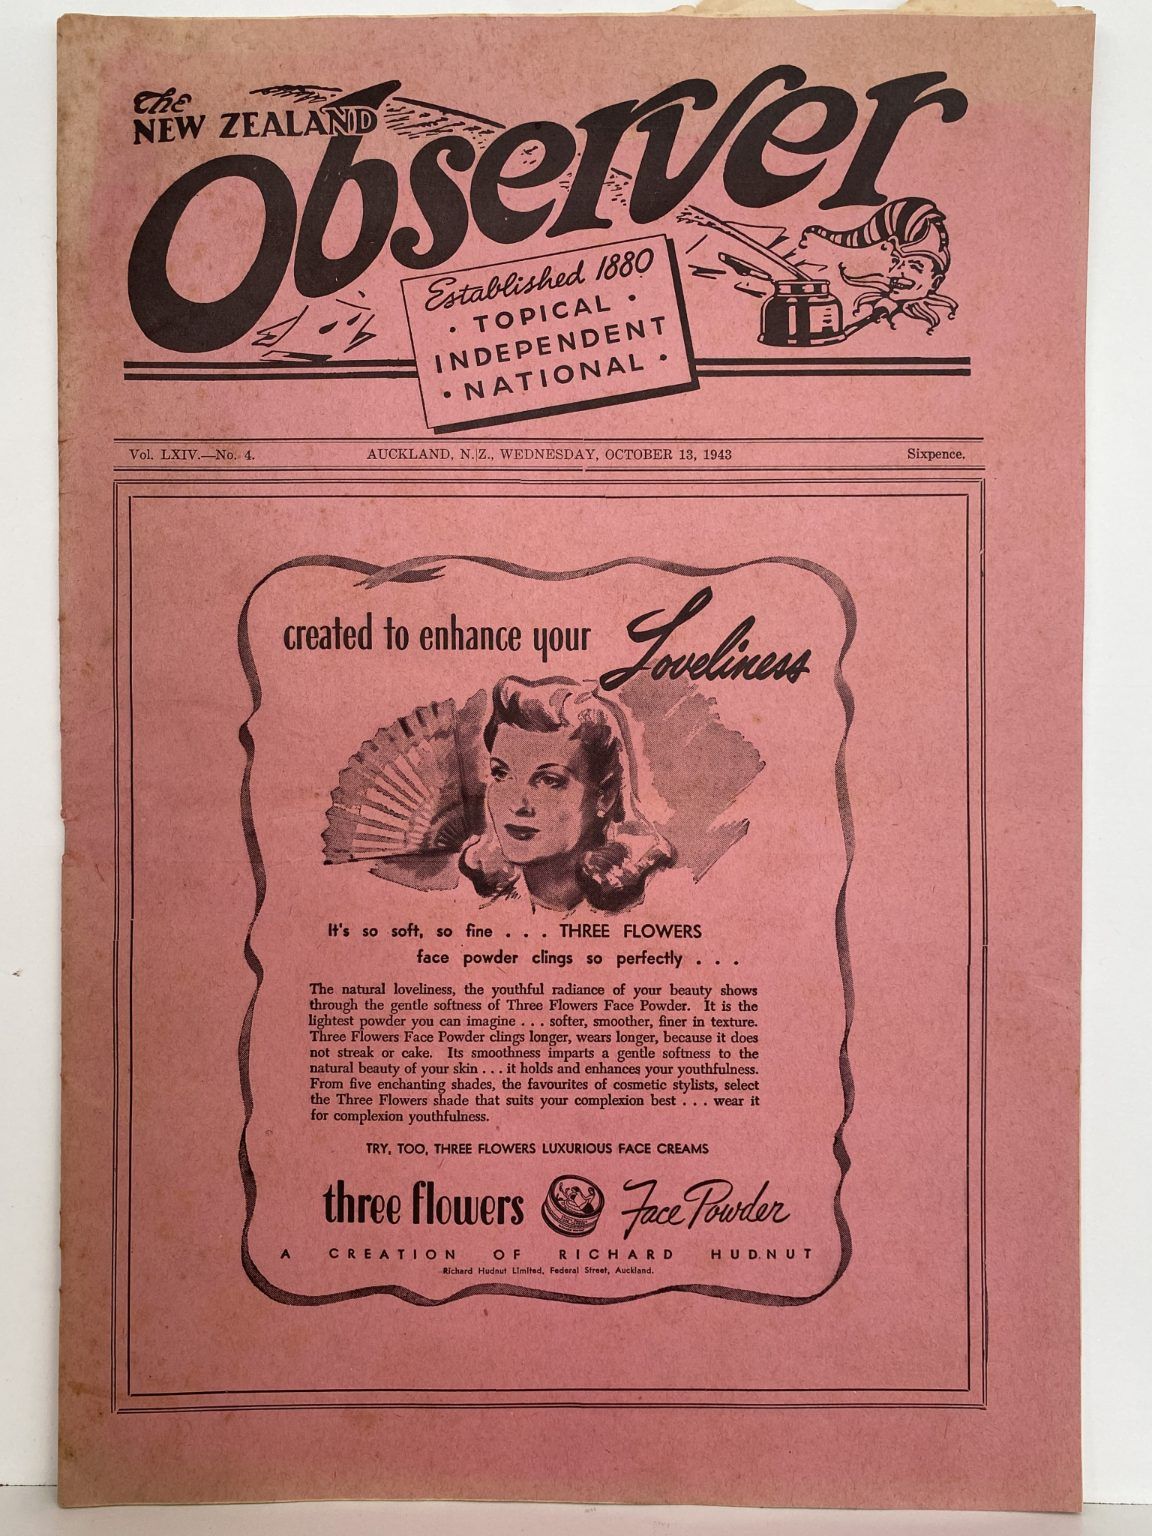 The
NEW ZEALAND
Observer
Established 1880
• TOPICAL •
INDEPENDENT
• NATIONAL •
Vol. LXIV.—No. 4. AUCKLAND, N.Z., WEDNESDAY, OCTOBER 13, 1943 Sixpence.
created to enhance your Loveliness
It's so soft, so fine . . . THREE FLOWERS
face powder clings so perfectly . . .
The natural loveliness, the youthful radiance of your beauty shows
through the gentle softness of Three Flowers Face Powder. It is the
lightest powder you can imagine . . . softer, smoother, finer in texture.
Three Flowers Face Powder clings longer, wears longer, because it does
not streak or cake. Its smoothness imparts a gentle softness to the
natural beauty of your skin . . . it holds and enhances your youthfulness.
From five enchanting shades, the favourites of cosmetic stylists, select
the Three Flowers shade that suits your complexion best . . . wear it
for complexion youthfulness.
TRY, TOO, THREE FLOWERS LUXURIOUS FACE CREAMS
three flowers Face Powder
A CREATION OF RICHARD HUDNUT
Richard Hudnut Limited, Federal Street, Auckland.